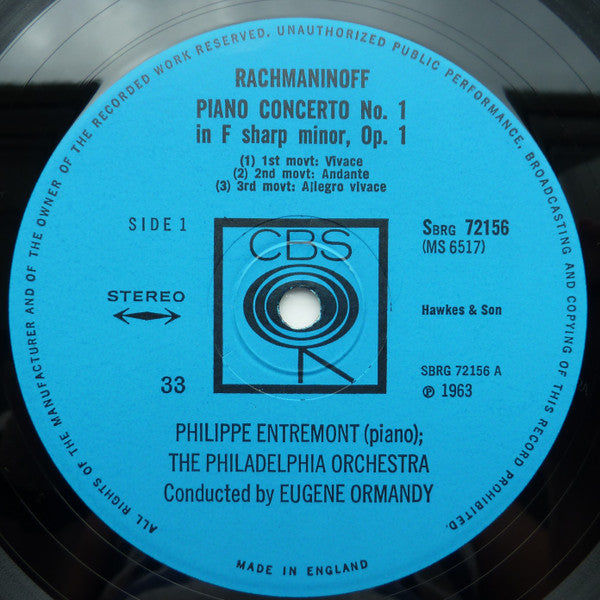 ALL RIGHTS OF THE MANUFACTURER AND OF THE OWNER OF THE RECORDED WORK RESERVED. UNAUTHORIZED PUBLIC PERFORMANCE, BROADCASTING AND COPYING OF THIS RECORD PROHIBITED.
RACHMANINOFF
PIANO CONCERTO No. 1
in F sharp minor, Op. 1
(1) 1st movt: Vivace
(2) 2nd movt: Andante
(3) 3rd movt: Allegro vivace
SIDE 1
CBS
SBRG 72156
(MS 6517)
STEREO
Hawkes & Son
33
SBRG 72156 A
℗ 1963
PHILIPPE ENTREMONT (piano);
THE PHILADELPHIA ORCHESTRA
Conducted by EUGENE ORMANDY
MADE IN ENGLAND